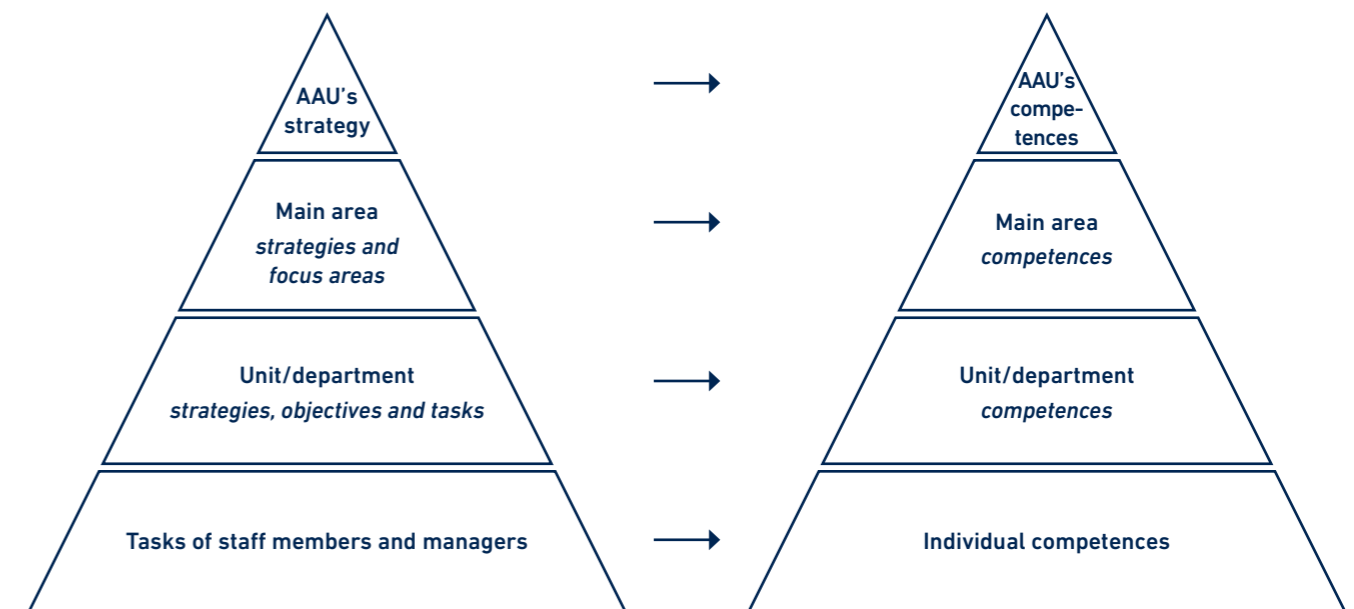 AAU's
strategy
Main area
strategies and
focus areas
Unit/department
strategies, objectives and tasks
Tasks of staff members and managers
AAU's
compe-
tences
Main area
competences
Unit/department
competences
Individual competences